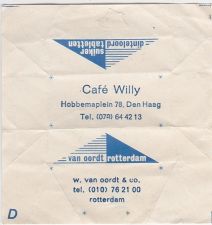 suiker
tabletten
dinteloord
Café Willy
Hobbemaplein 78, Den Haag
Tel. (070) 64 42 13
van oordt rotterdam
w. van oordt & co.
tel. (010) 76 21 00
rotterdam
D